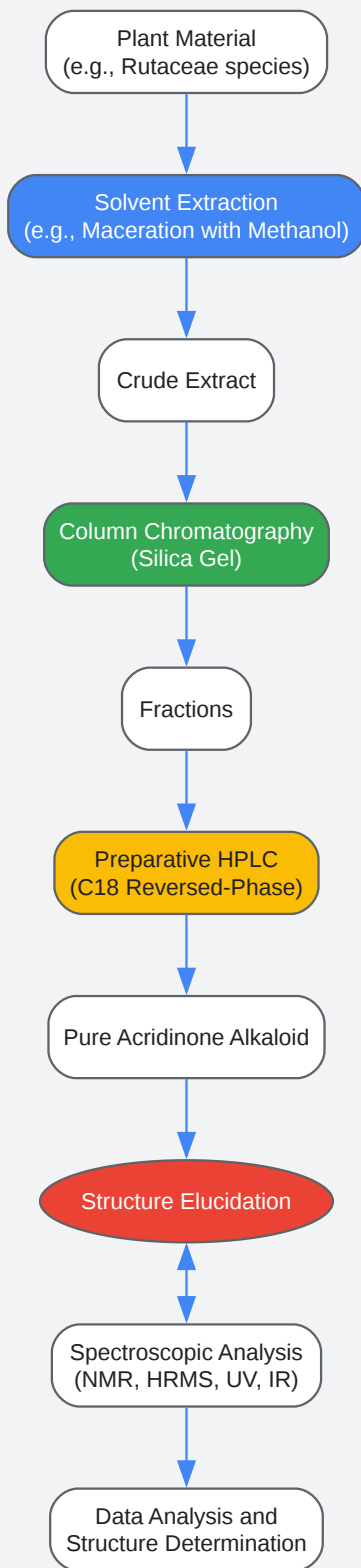 Plant Material
(e.g., Rutaceae species)
Solvent Extraction
(e.g., Maceration with Methanol)
Crude Extract
Column Chromatography
(Silica Gel)
Fractions
Preparative HPLC
(C18 Reversed-Phase)
Pure Acridinone Alkaloid
Structure Elucidation
Spectroscopic Analysis
(NMR, HRMS, UV, IR)
Data Analysis and
Structure Determination